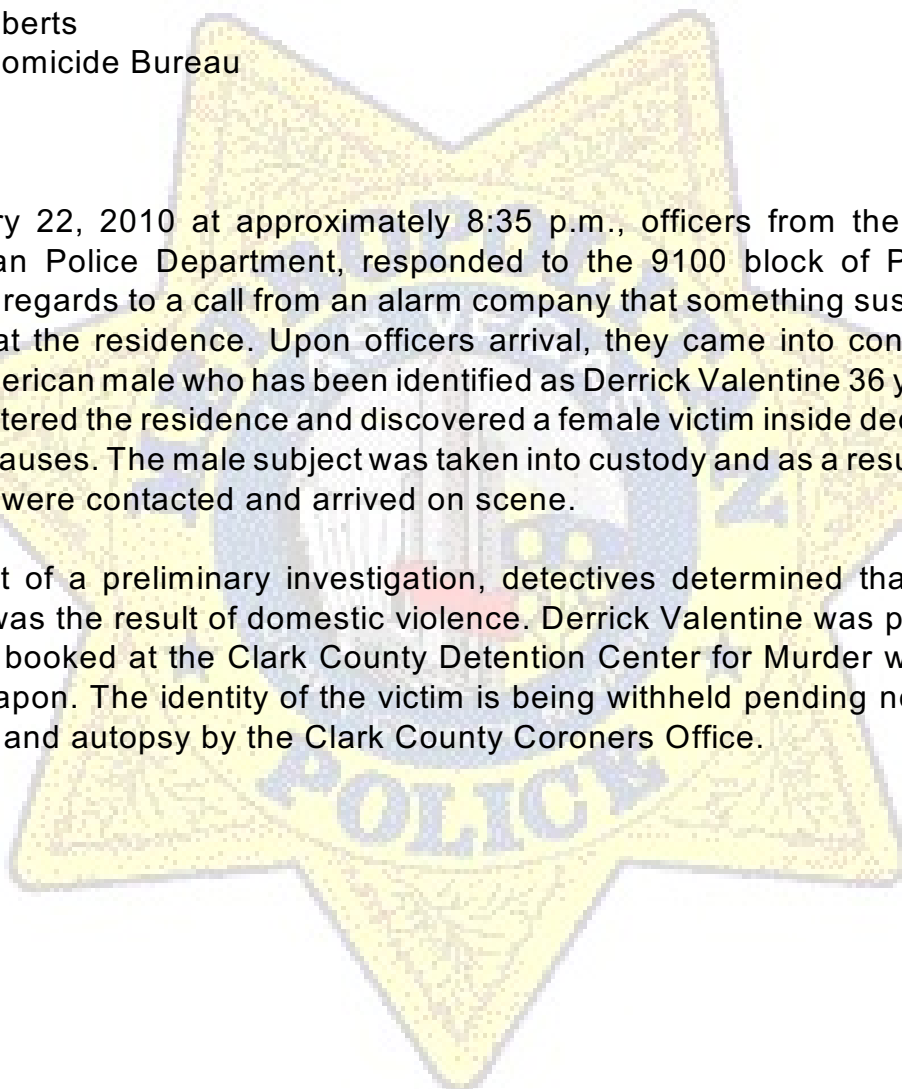 berts
omicide Bureau
ry 22, 2010 at approximately 8:35 p.m., officers from the
an Police Department, responded to the 9100 block of P
regards to a call from an alarm company that something sus
at the residence. Upon officers arrival, they came into con
merican male who has been identified as Derrick Valentine 36 y
tered the residence and discovered a female victim inside dec
auses. The male subject was taken into custody and as a resu
were contacted and arrived on scene.
t of a preliminary investigation, detectives determined tha
was the result of domestic violence. Derrick Valentine was p
booked at the Clark County Detention Center for Murder w
apon. The identity of the victim is being withheld pending no
and autopsy by the Clark County Coroners Office.
POLICE